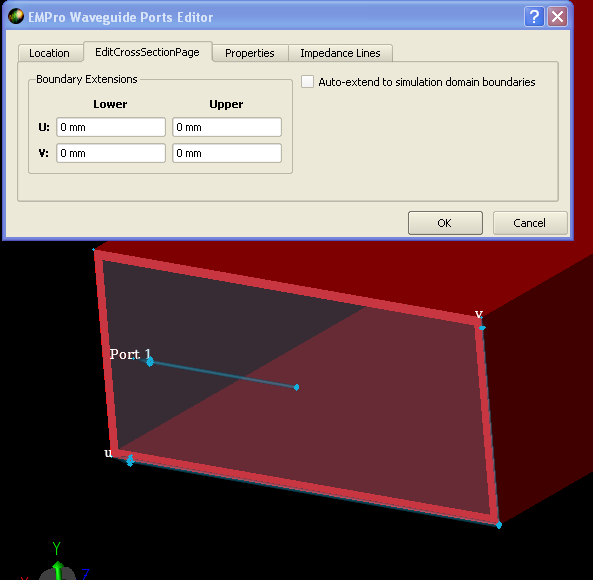 EMPro Waveguide Ports Editor
Location EditCrossSectionPage Properties Impedance Lines
Boundary Extensions
Auto-extend to simulation domain boundaries
Lower Upper
U: 0 mm 0 mm
V: 0 mm 0 mm
OK Cancel
v
Port 1
u
Y
Z
X